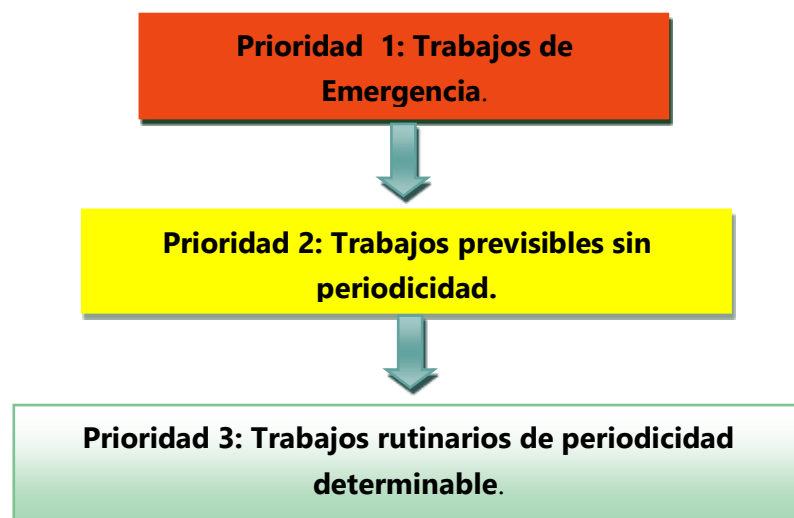 Prioridad  1: Trabajos de
Emergencia.
Prioridad 2: Trabajos previsibles sin
periodicidad.
Prioridad 3: Trabajos rutinarios de periodicidad
determinable.